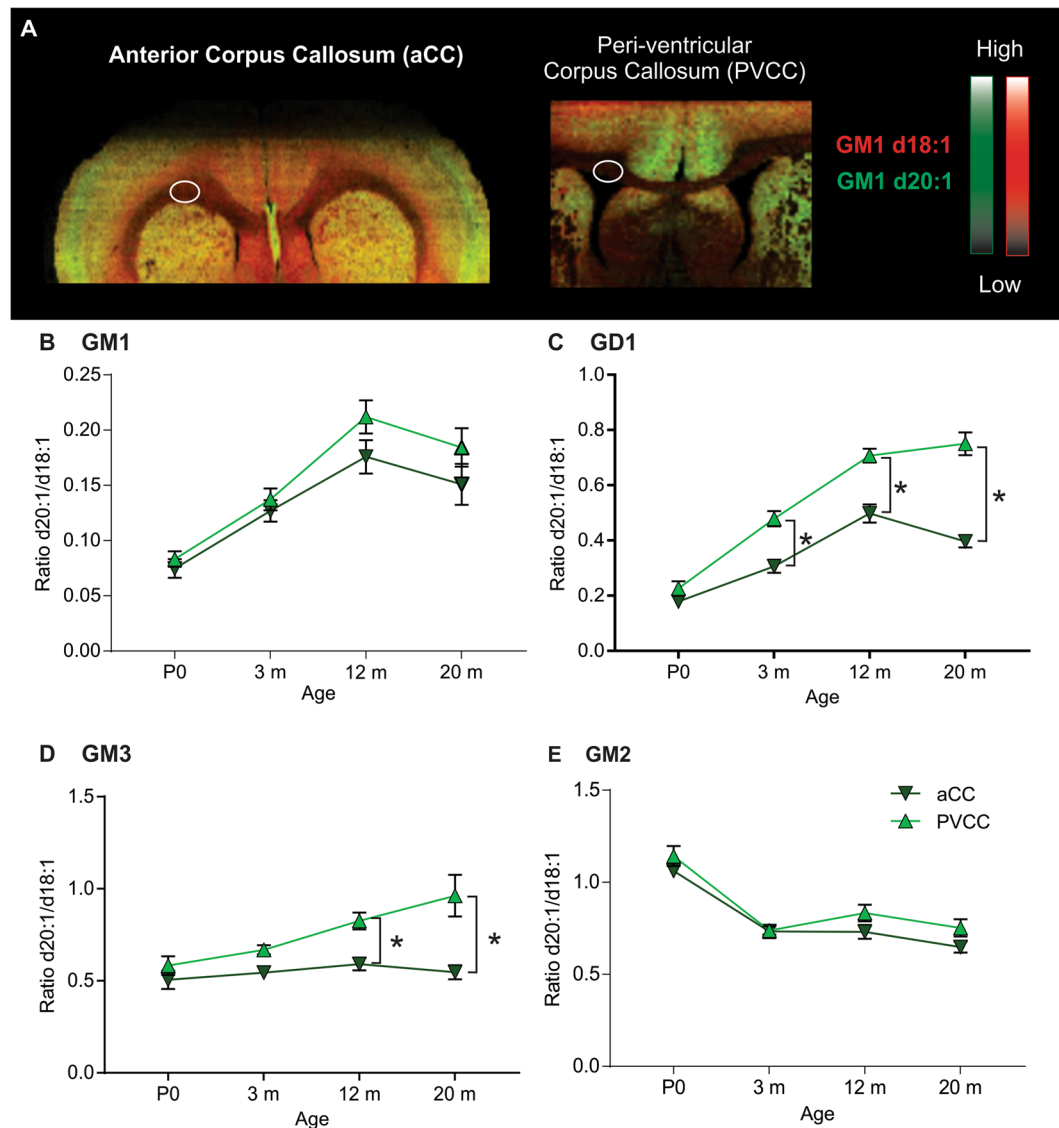 A
Anterior Corpus Callosum (aCC)
Peri-ventricular
Corpus Callosum (PVCC)
High
GM1 d18:1
GM1 d20:1
Low
B GM1
0.25
0.20
0.15
0.10
0.05
0.00
Ratio d20:1/d18:1
P0 3 m 12 m 20 m
Age
C GD1
1.0
0.8
0.6
0.4
0.2
0.0
Ratio d20:1/d18:1
*
*
*
P0 3 m 12 m 20 m
Age
D GM3
1.5
1.0
0.5
0.0
Ratio d20:1/d18:1
*
*
P0 3 m 12 m 20 m
Age
E GM2
1.5
1.0
0.5
0.0
Ratio d20:1/d18:1
aCC
PVCC
P0 3 m 12 m 20 m
Age